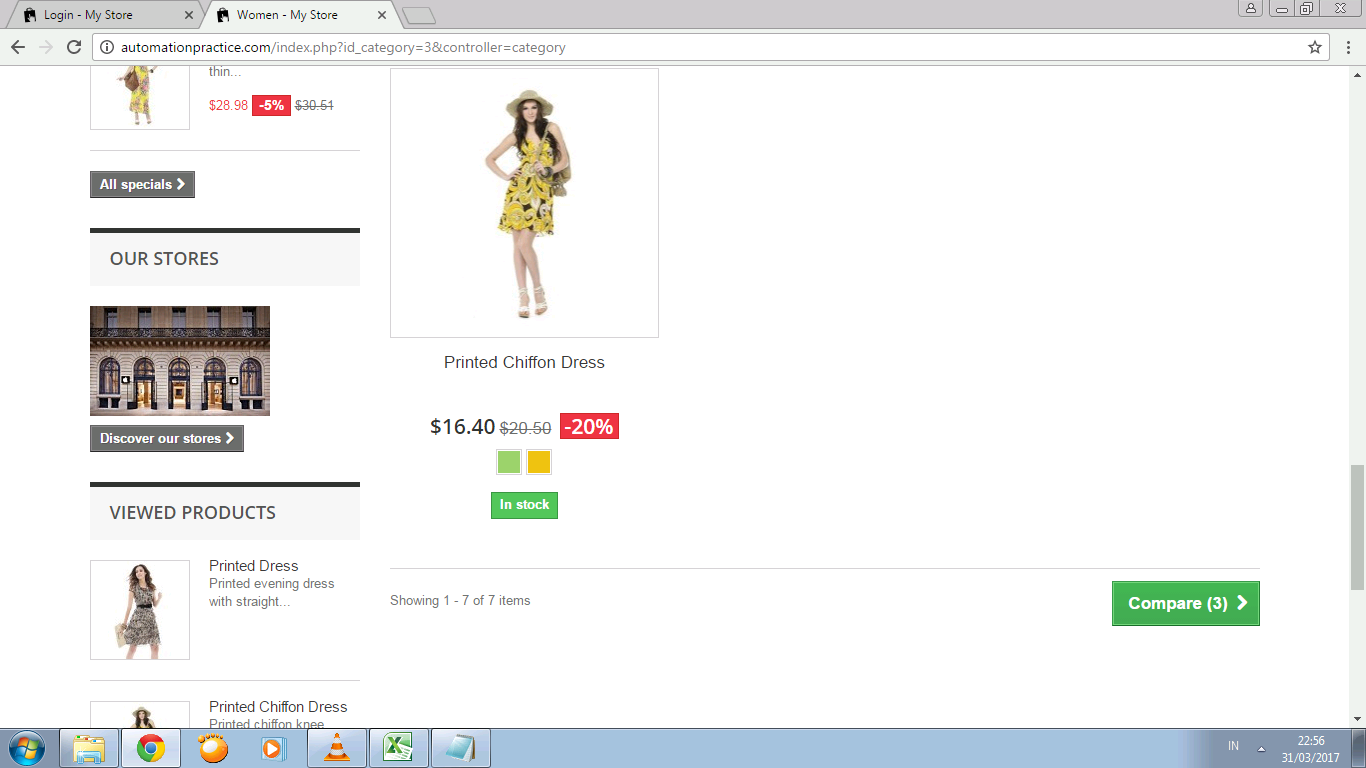 Login - My Store
Women - My Store
automationpractice.com/index.php?id_category=3&controller=category
thin...
$28.98 -5% $30.51
All specials
OUR STORES
Discover our stores
VIEWED PRODUCTS
Printed Dress
Printed evening dress
with straight...
Printed Chiffon Dress
Printed chiffon knee
Printed Chiffon Dress
$16.40 $20.50 -20%
In stock
Showing 1 - 7 of 7 items
Compare (3)
IN
22:56
31/03/2017